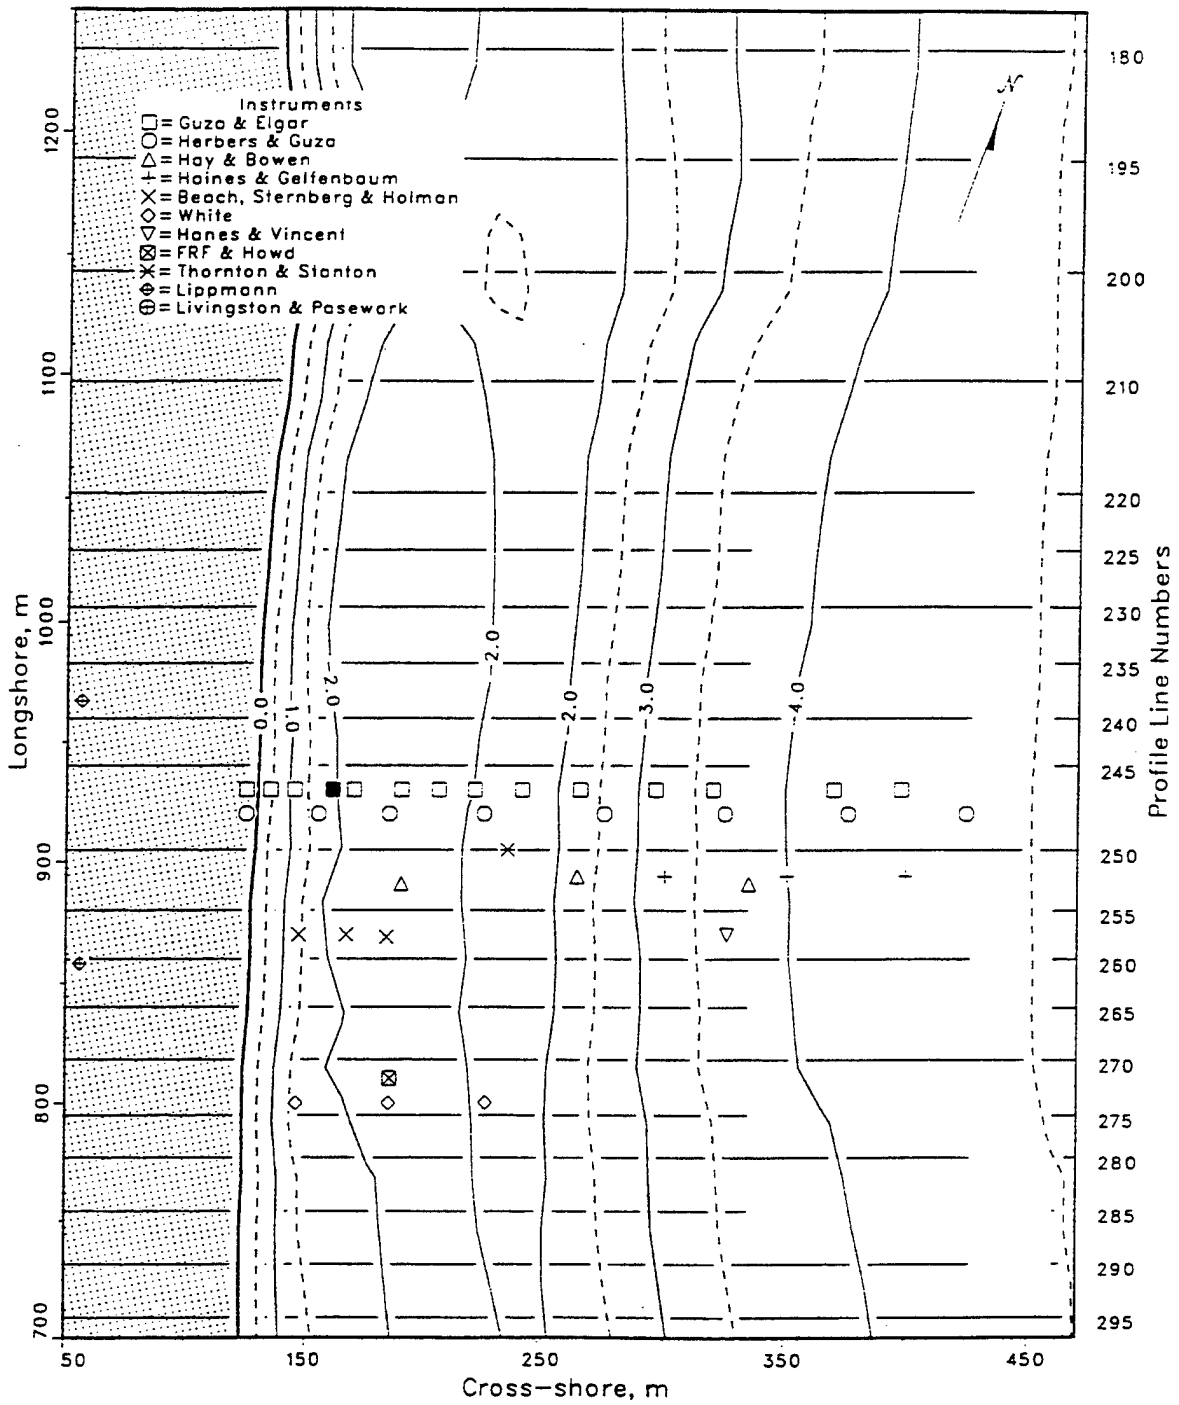 180
N
Instruments
□ = Guza & Elgar
○ = Herbers & Guza
△ = Hay & Bowen
+ = Haines & Gelfenbaum
× = Beach, Sternberg & Holman
◇ = White
▽ = Hanes & Vincent
⊠ = FRF & Howd
= Thornton & Stanton
= Lippmann
⊕ = Livingston & Pasewark
1200
195
200
1100
210
220
225
1000
230
2.0
235
0.0
1.0
2.0
2.0
3.0
4.0
240
245
900
250
255
260
265
270
800
275
280
285
290
700
295
50
150
250
350
450
Longshore, m
Profile Line Numbers
Cross-shore, m